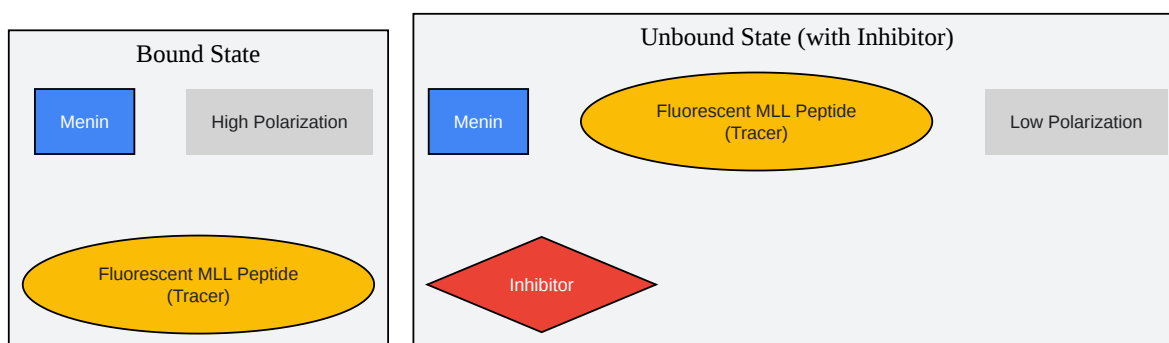 Bound State
Menin
High Polarization
Fluorescent MLL Peptide
(Tracer)
Unbound State (with Inhibitor)
Menin
Fluorescent MLL Peptide
(Tracer)
Low Polarization
Inhibitor